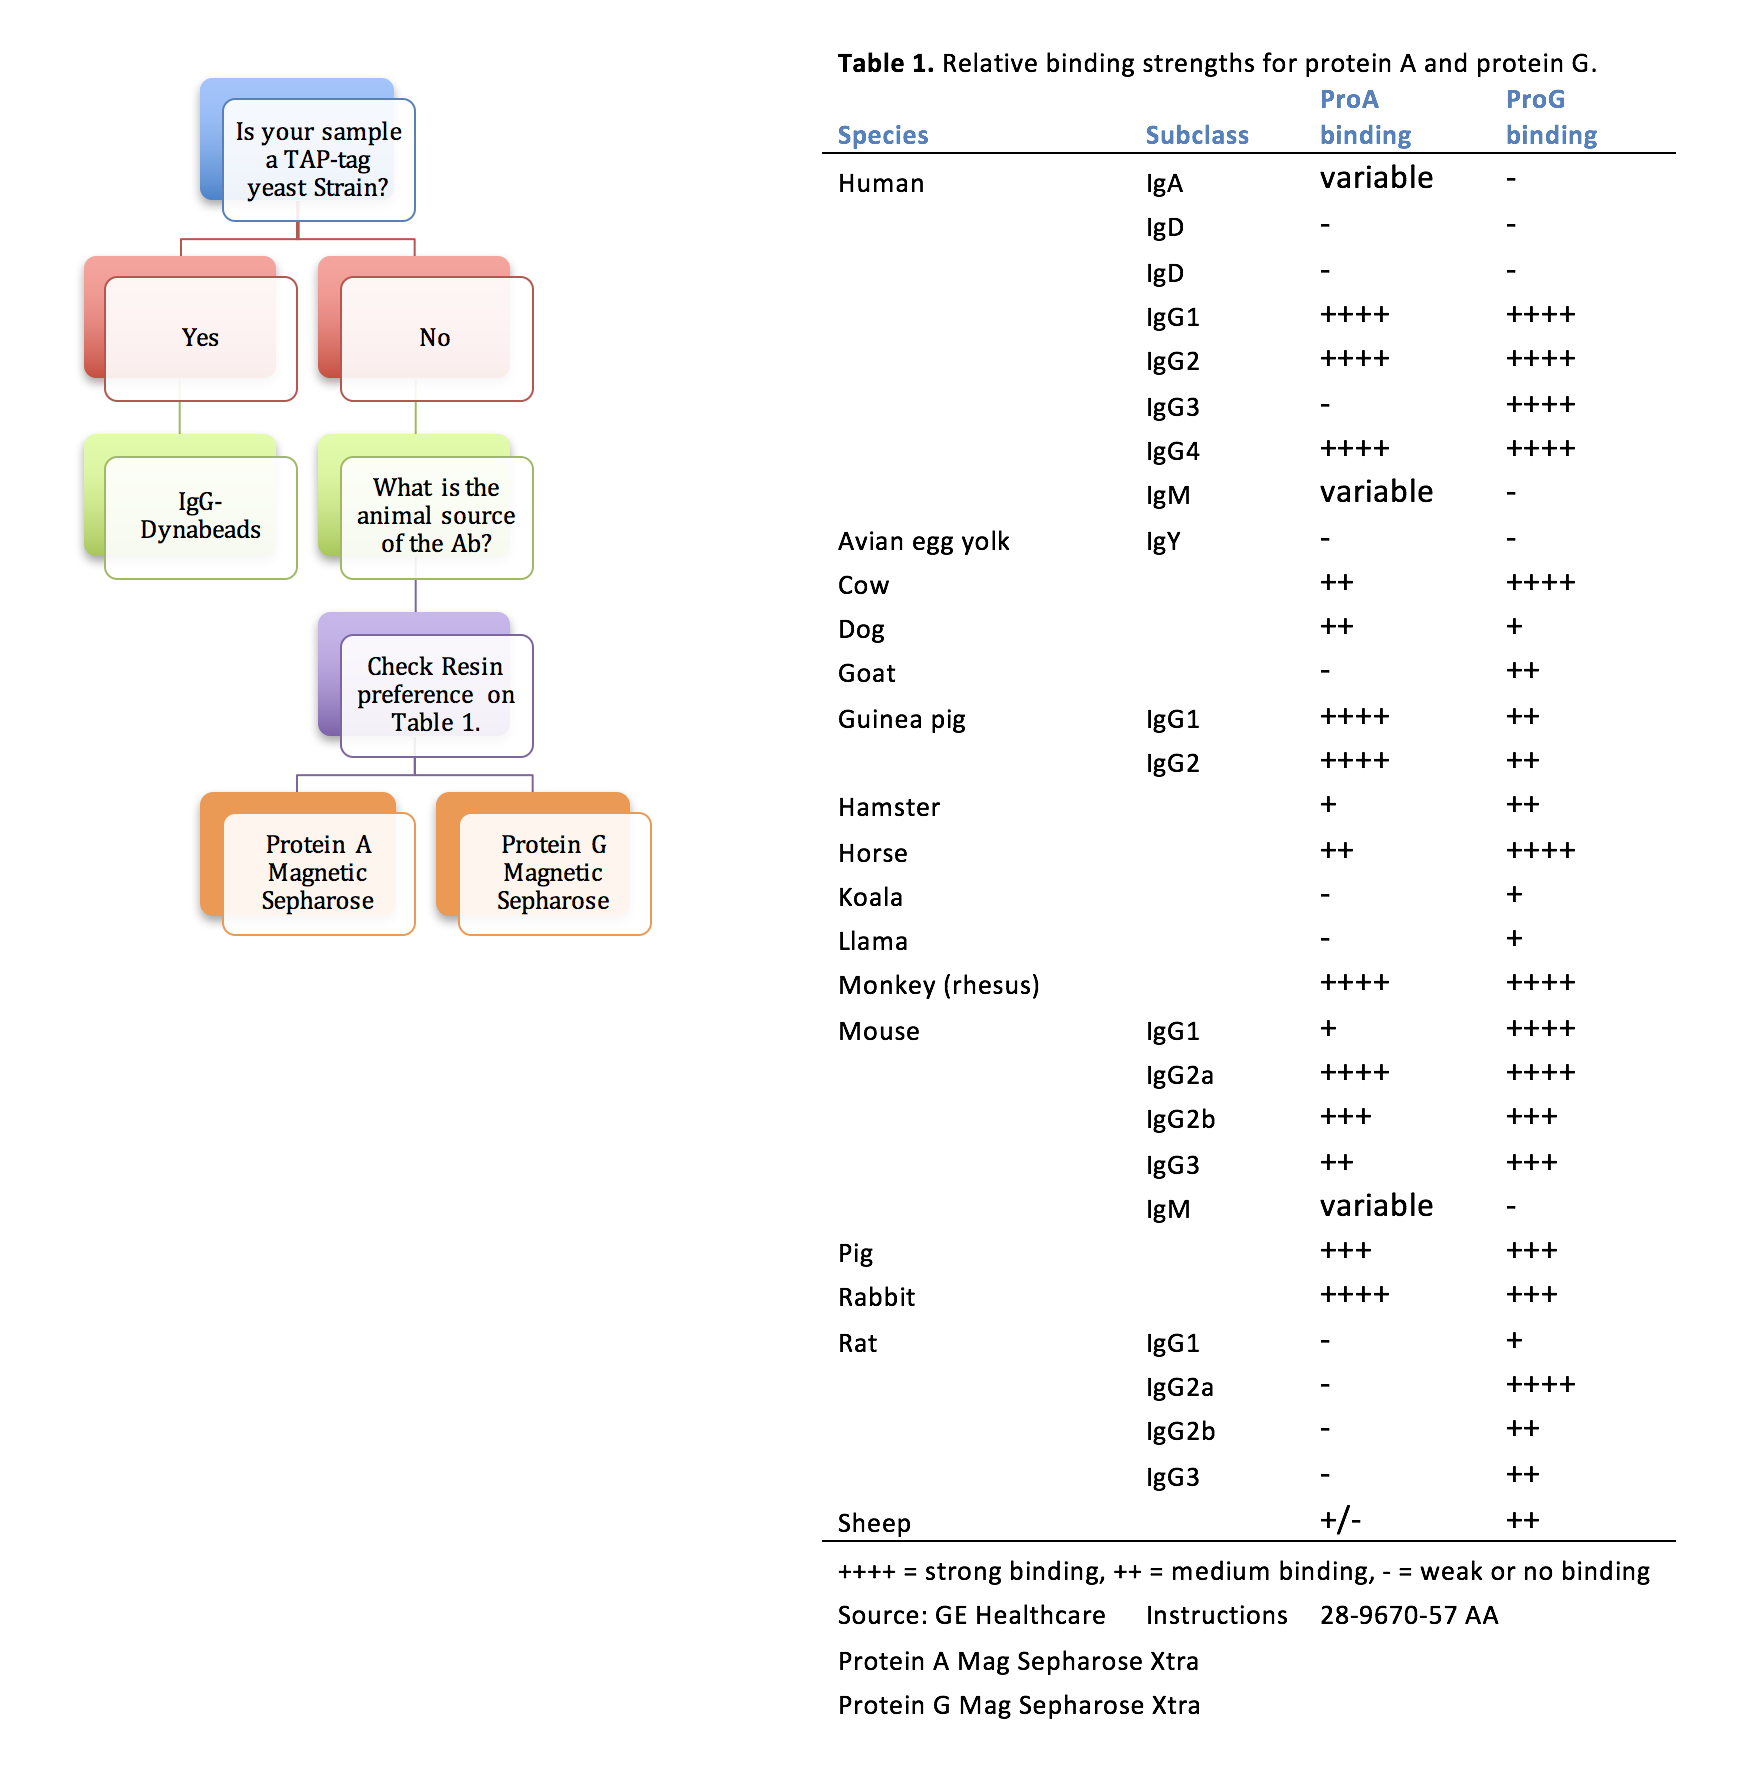 Is your sample
a TAP-tag
yeast Strain?
Yes
No
IgG-
Dynabeads
What is the
animal source
of the Ab?
Check Resin
preference on
Table 1.
Protein A
Magnetic
Sepharose
Protein G
Magnetic
Sepharose
Table 1. Relative binding strengths for protein A and protein G.
ProA ProG
Species Subclass binding binding
Human IgA variable -
IgD - -
IgD - -
IgG1 ++++ ++++
IgG2 ++++ ++++
IgG3 - ++++
IgG4 ++++ ++++
IgM variable -
Avian egg yolk IgY - -
Cow ++ ++++
Dog ++ +
Goat - ++
Guinea pig IgG1 ++++ ++
IgG2 ++++ ++
Hamster + ++
Horse ++ ++++
Koala - +
Llama - +
Monkey (rhesus) ++++ ++++
Mouse IgG1 + ++++
IgG2a ++++ ++++
IgG2b +++ +++
IgG3 ++ +++
IgM variable -
Pig +++ +++
Rabbit ++++ +++
Rat IgG1 - +
IgG2a - ++++
IgG2b - ++
IgG3 - ++
Sheep +/- ++
++++ = strong binding, ++ = medium binding, - = weak or no binding
Source: GE Healthcare Instructions 28-9670-57 AA
Protein A Mag Sepharose Xtra
Protein G Mag Sepharose Xtra